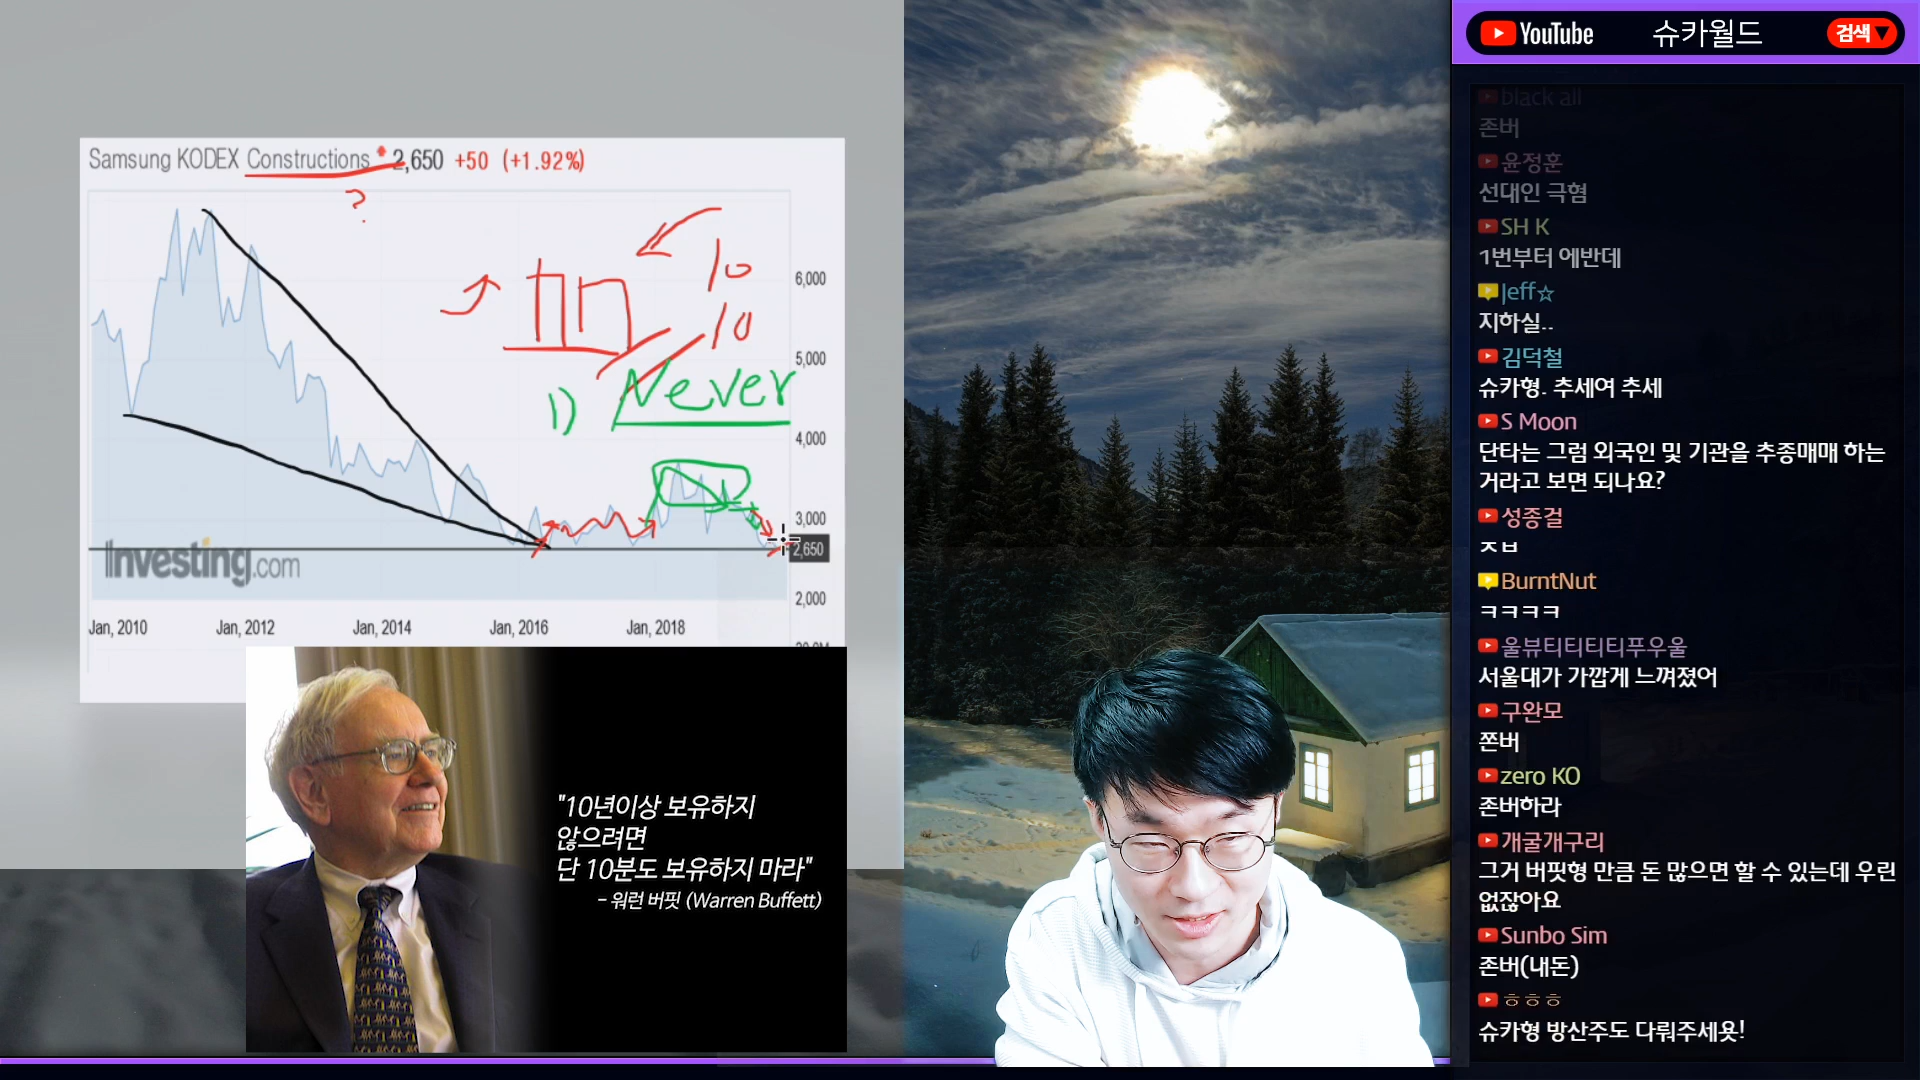 Samsung KODEX Constructions 2,650 +50 (+1.92%)
?
10
10
1) Never
6,000
5,000
4,000
3,000
2,650
2,000
Investing.com
Jan, 2010
Jan, 2012
Jan, 2014
Jan, 2016
Jan, 2018
"10년이상 보유하지
않으려면
단 10분도 보유하지 마라"
- 워런 버핏 (Warren Buffett)
YouTube 슈카월드 검색▼
black all
존버
윤정훈
선대인 극혐
SH K
1번부터 에반데
Jeff☆
지하실..
김덕철
슈카형. 추세여 추세
S Moon
단타는 그럼 외국인 및 기관을 추종매매 하는
거라고 보면 되나요?
성종걸
ㅈㅂ
BurntNut
ㅋㅋㅋㅋ
울뷰티티티티푸우울
서울대가 가깝게 느껴졌어
구완모
쫀버
zero KO
존버하라
개굴개구리
그거 버핏형 만큼 돈 많으면 할 수 있는데 우린
없잖아요
Sunbo Sim
존버(내돈)
ㅎㅎㅎ
슈카형 방산주도 다뤄주세욧!